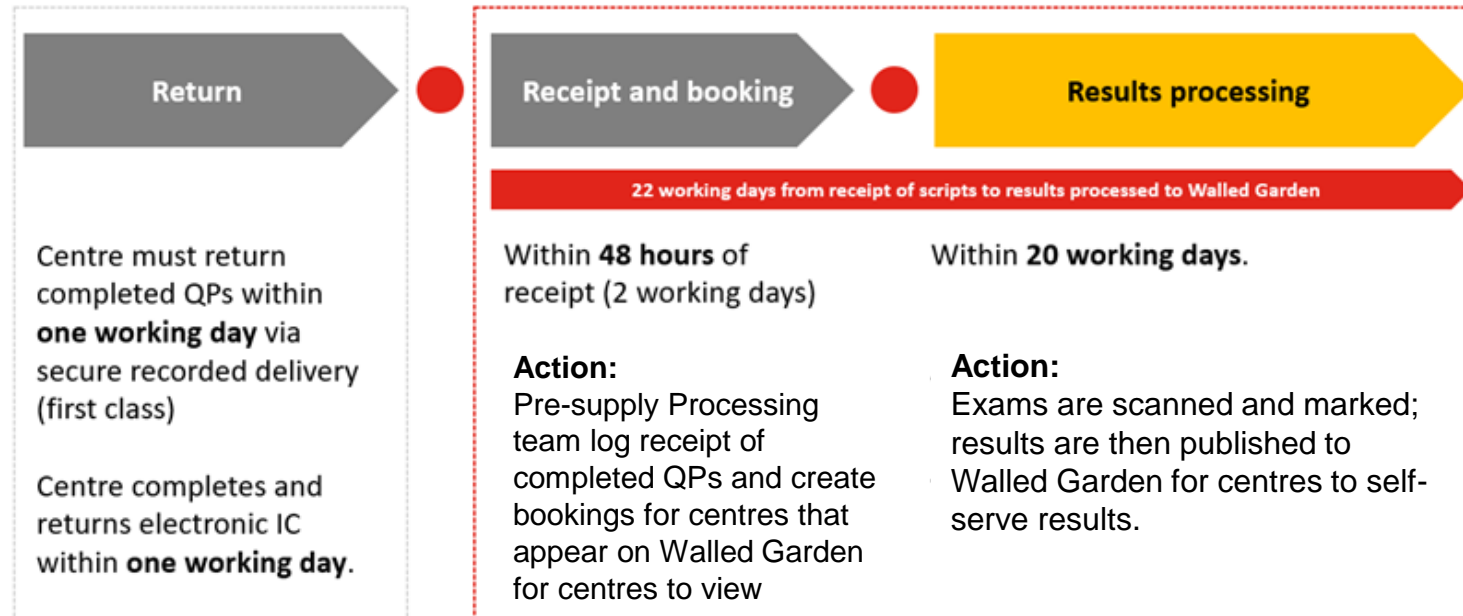 Return
Receipt and booking
Results processing
22 working days from receipt of scripts to results processed to Walled Garden
Centre must return
completed QPs within
one working day via
secure recorded delivery
(first class)
Centre completes and
returns electronic IC
within one working day.
Within 48 hours of
receipt (2 working days)
Action:
Pre-supply Processing
team log receipt of
completed QPs and create
bookings for centres that
appear on Walled Garden
for centres to view
Within 20 working days.
Action:
Exams are scanned and marked;
results are then published to
Walled Garden for centres to self-
serve results.